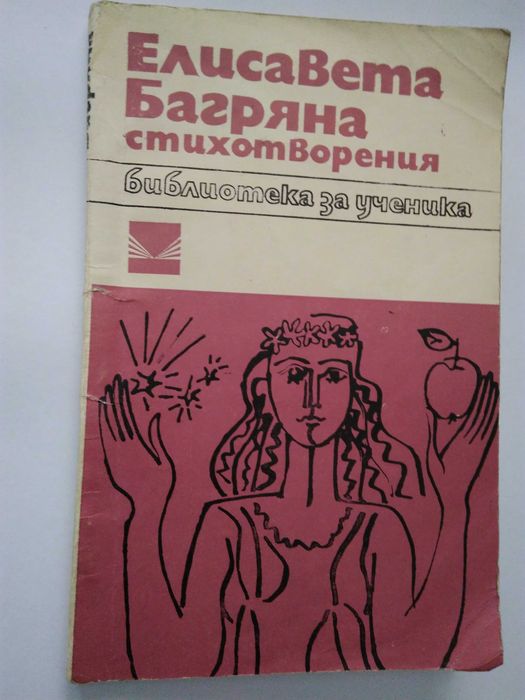 Елисавета
Багряна
стихотворения
библиотека за ученика